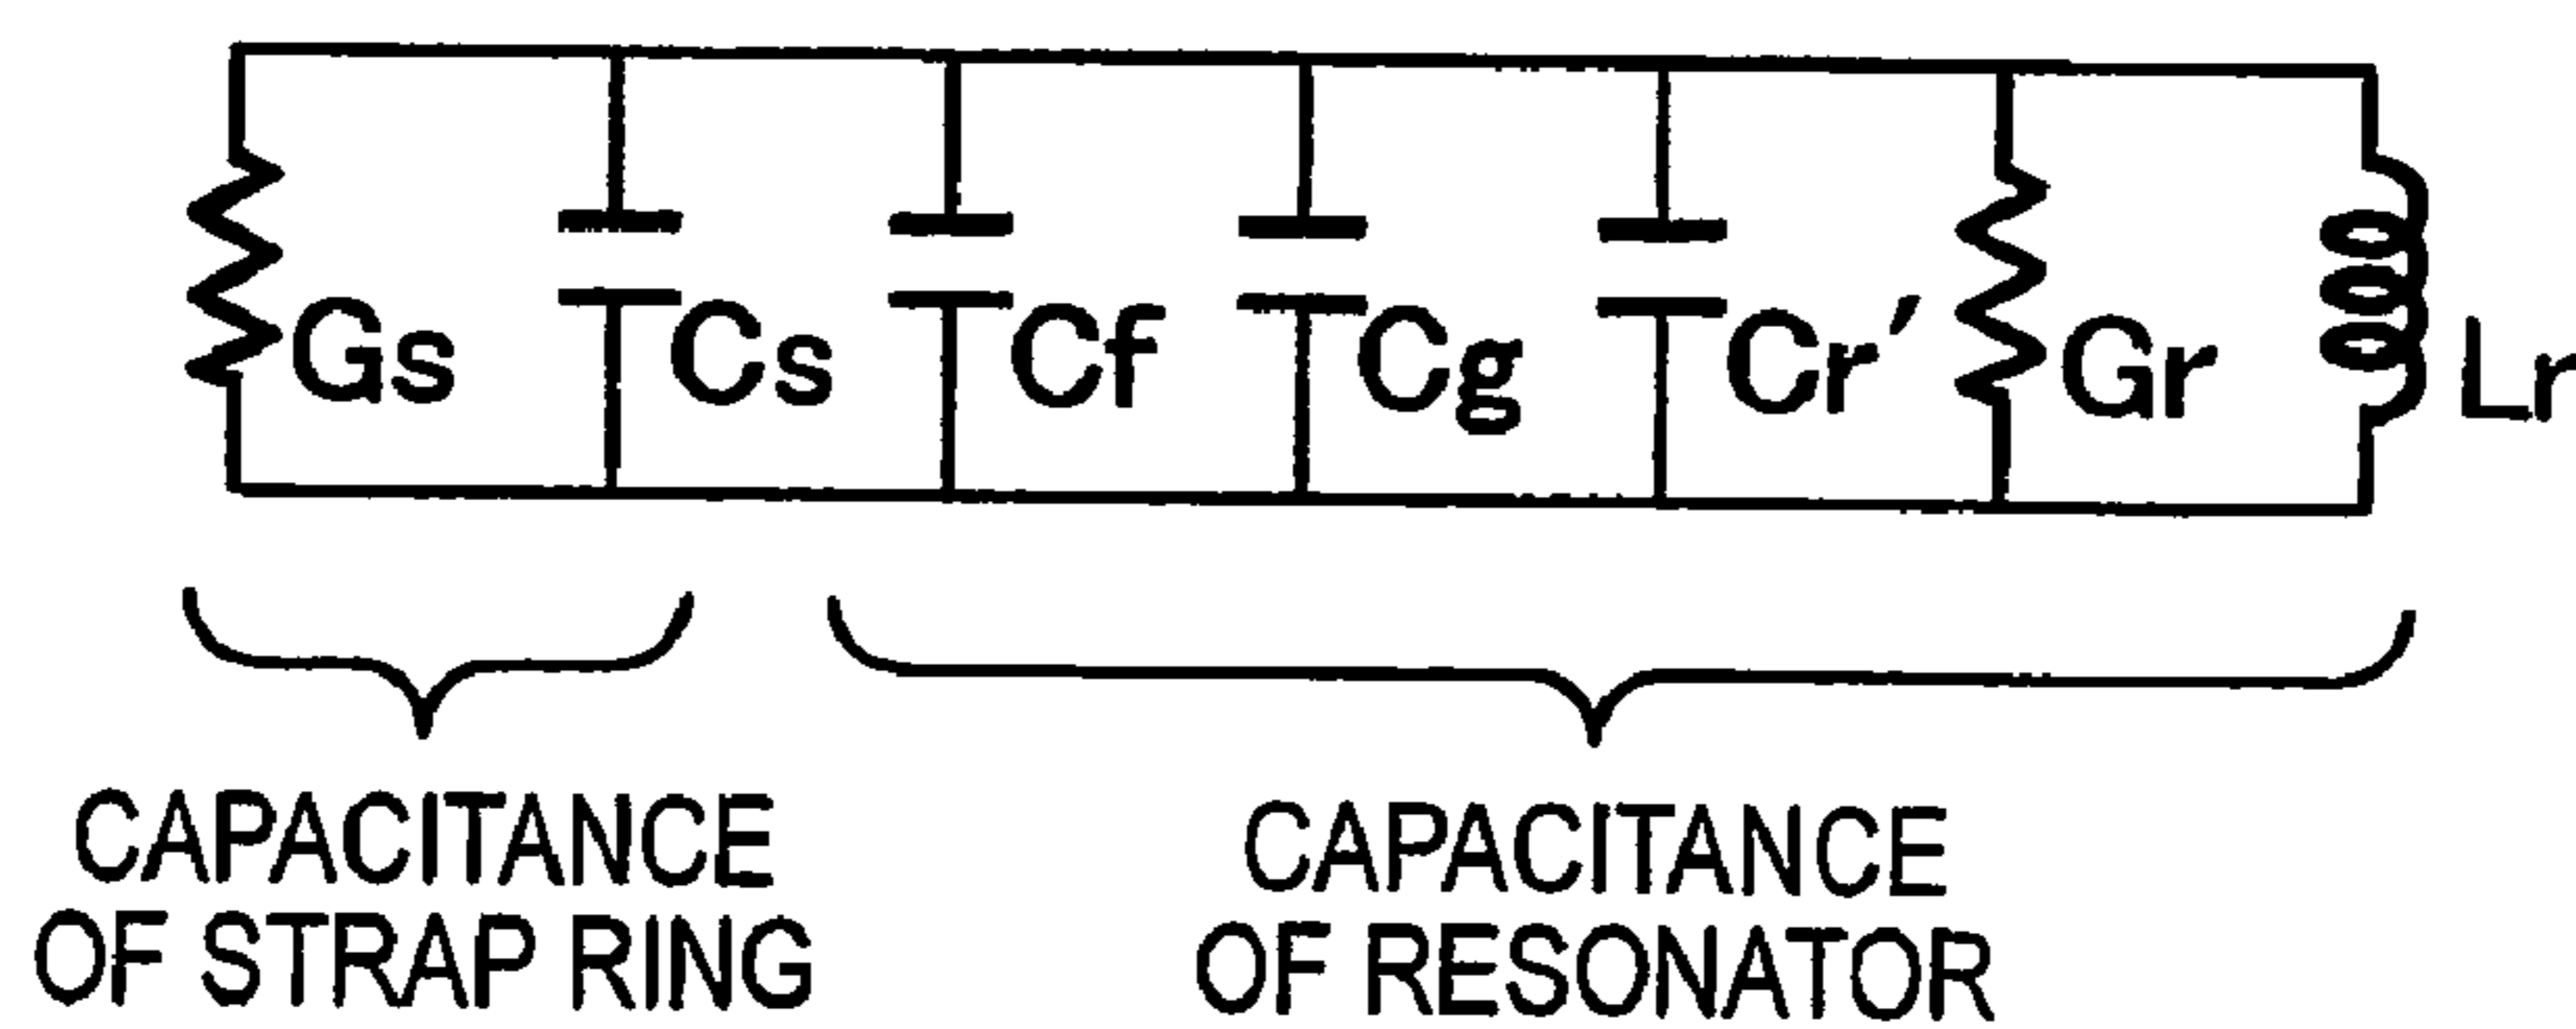 Gs Cs Cf Cg Cr′ Gr Lr
CAPACITANCE
OF STRAP RING
CAPACITANCE
OF RESONATOR